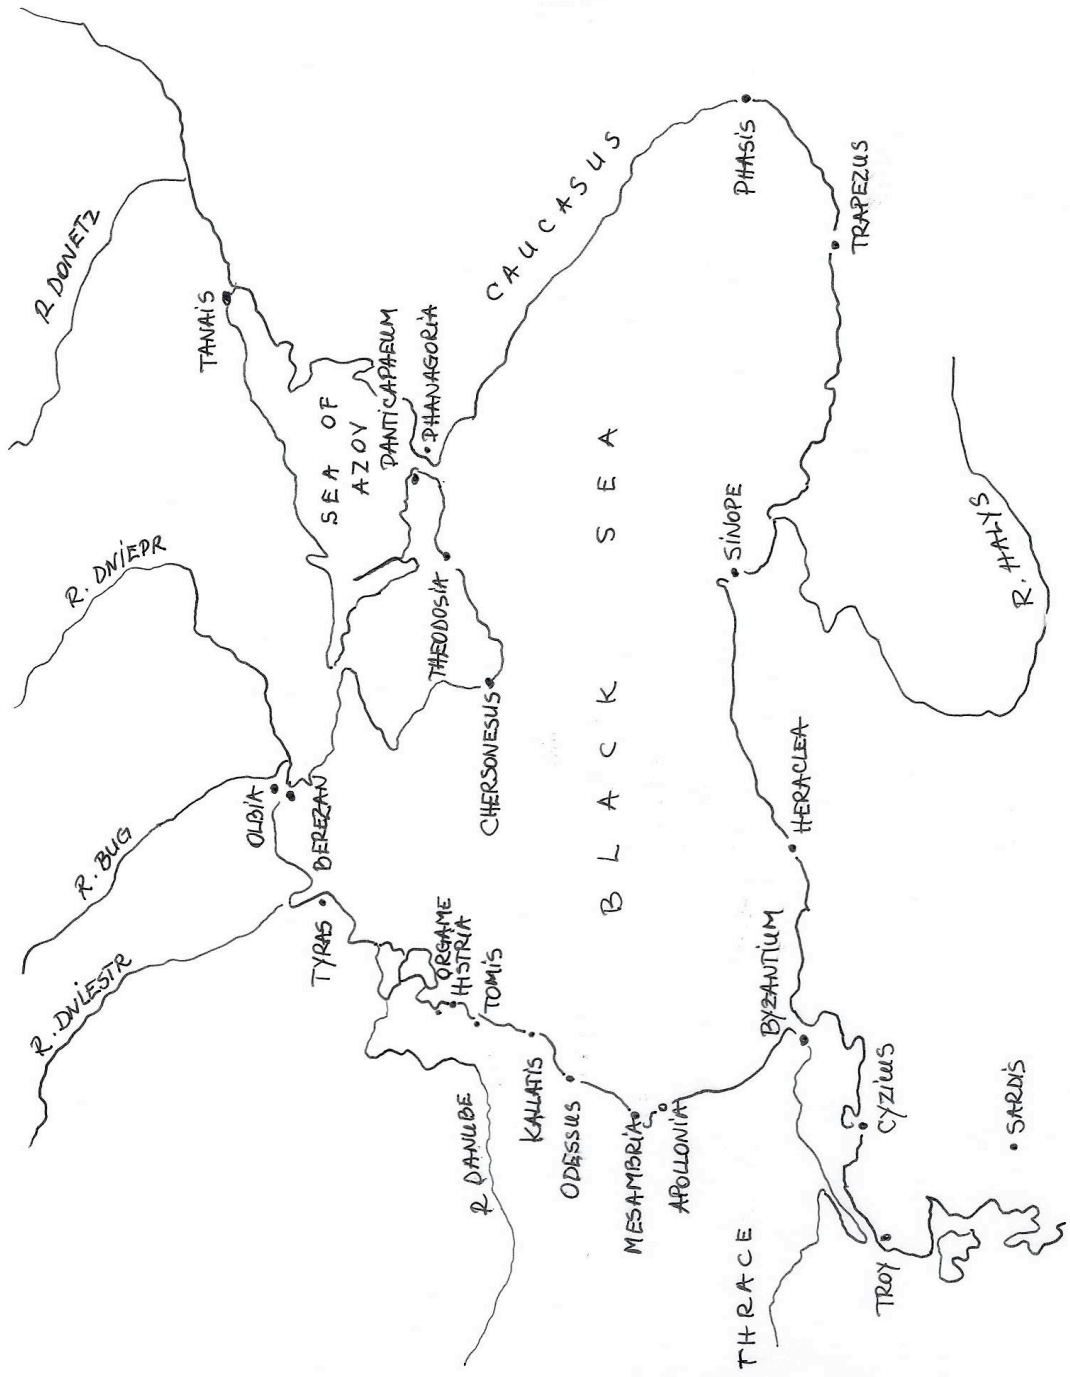 R. DONETZ
TANAIS
SEA OF
AZOV
PANTICAPAEUM
PHANAGORIA
CAUCASUS
PHASIS
TRAPEZUS
R. DNIEPR
THEODOSIA
CHERSONESUS
BLACK SEA
SINOPE
R. HALYS
R. BUG
OLBIA
BEREZAN
R. DNIESTR
TYRAS
ORGAME
HISTRIA
TOMIS
HERACLEA
BYZANTIUM
R DANUBE
KALLATIS
ODESSUS
MESAMBRIA
APOLLONIA
CYZICUS
SARDIS
THRACE
TROY